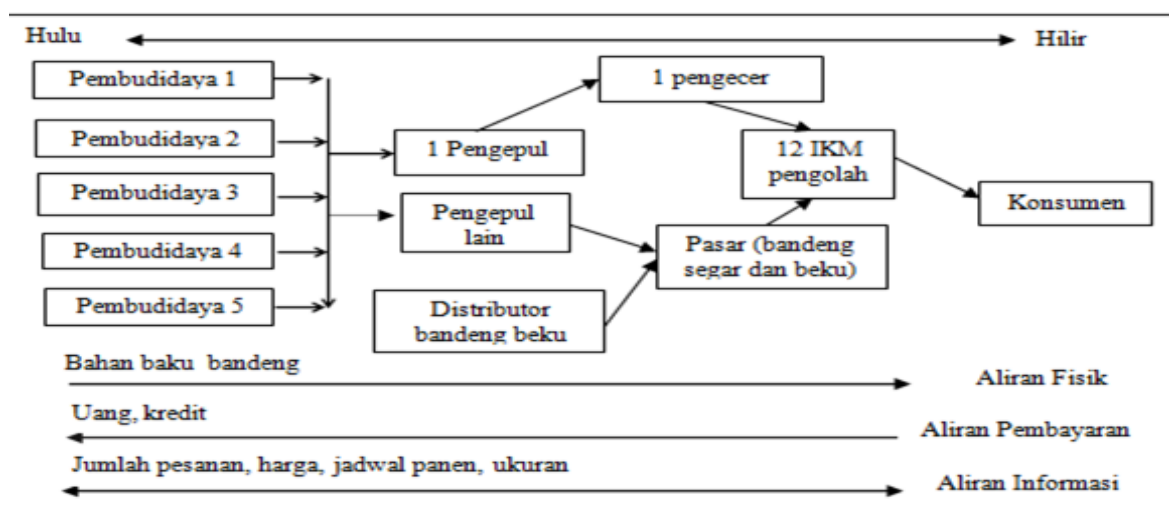 Hulu
Hilir
Pembudidaya 1
Pembudidaya 2
Pembudidaya 3
Pembudidaya 4
Pembudidaya 5
1 Pengepul
Pengepul
lain
Distributor
bandeng beku
1 pengecer
Pasar (bandeng
segar dan beku)
12 IKM
pengolah
Konsumen
Bahan baku bandeng
Aliran Fisik
Uang, kredit
Aliran Pembayaran
Jumlah pesanan, harga, jadwal panen, ukuran
Aliran Informasi